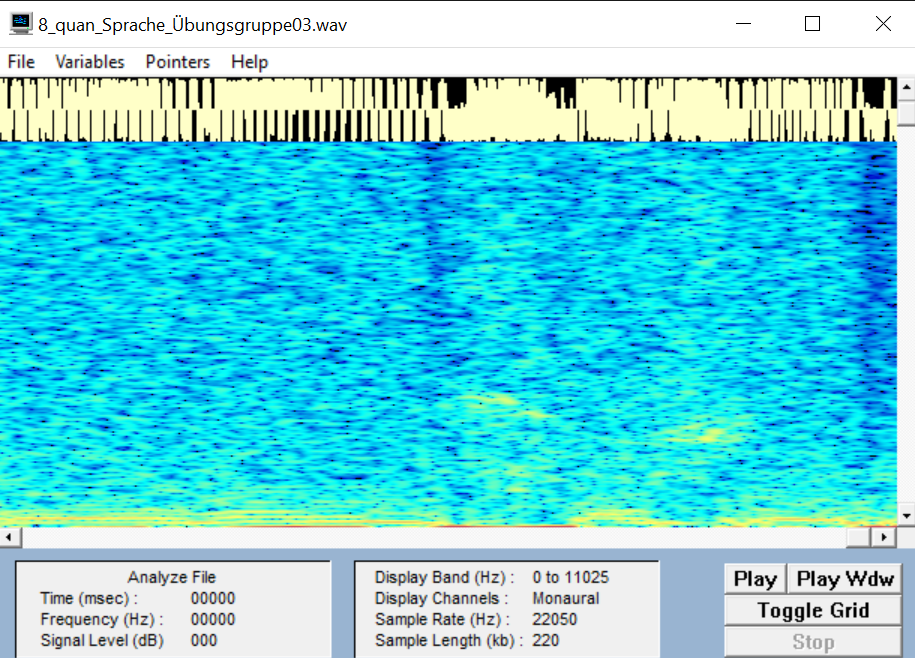 8_quan_Sprache_Übungsgruppe03.wav
File Variables Pointers Help
Analyze File
Time (msec) : 00000
Frequency (Hz) : 00000
Signal Level (dB) 000
Display Band (Hz) : 0 to 11025
Display Channels : Monaural
Sample Rate (Hz) : 22050
Sample Length (kb) : 220
Play Play Wdw
Toggle Grid
Stop